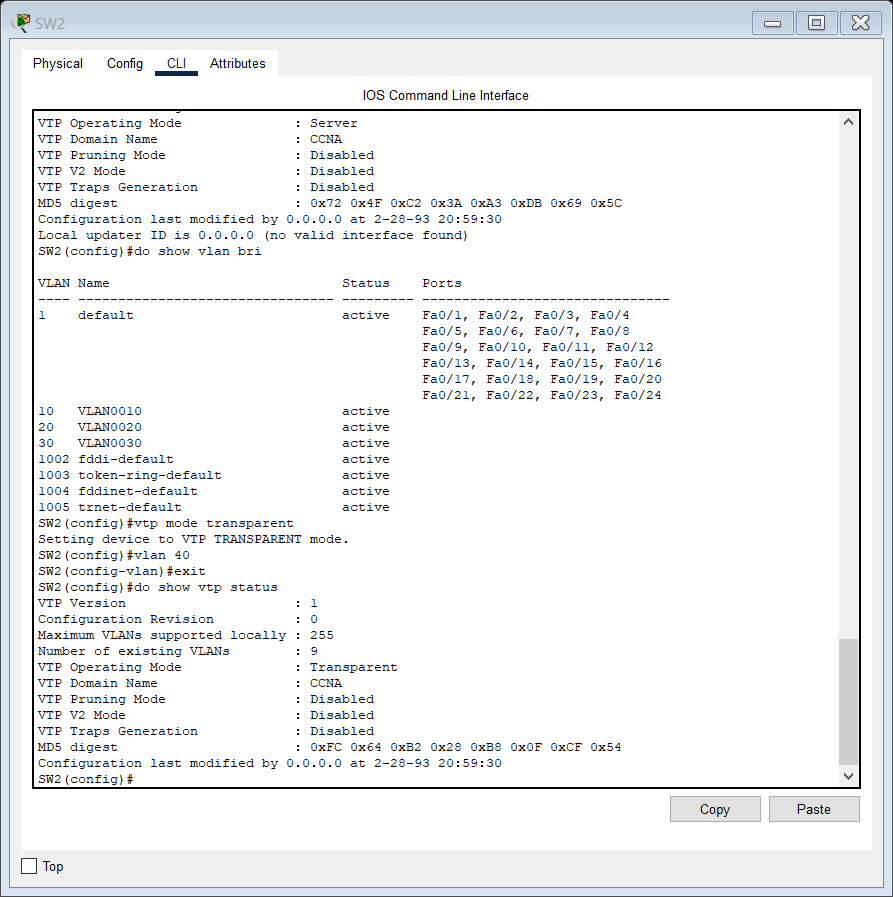 SW2
Physical Config CLI Attributes
IOS Command Line Interface
VTP Operating Mode : Server
VTP Domain Name : CCNA
VTP Pruning Mode : Disabled
VTP V2 Mode : Disabled
VTP Traps Generation : Disabled
MD5 digest : 0x72 0x4F 0xC2 0x3A 0xA3 0xDB 0x69 0x5C
Configuration last modified by 0.0.0.0 at 2-28-93 20:59:30
Local updater ID is 0.0.0.0 (no valid interface found)
SW2(config)#do show vlan bri
VLAN Name Status Ports
---- -------------------------------- --------- -------------------------------
1 default active Fa0/1, Fa0/2, Fa0/3, Fa0/4
Fa0/5, Fa0/6, Fa0/7, Fa0/8
Fa0/9, Fa0/10, Fa0/11, Fa0/12
Fa0/13, Fa0/14, Fa0/15, Fa0/16
Fa0/17, Fa0/18, Fa0/19, Fa0/20
Fa0/21, Fa0/22, Fa0/23, Fa0/24
10 VLAN0010 active
20 VLAN0020 active
30 VLAN0030 active
1002 fddi-default active
1003 token-ring-default active
1004 fddinet-default active
1005 trnet-default active
SW2(config)#vtp mode transparent
Setting device to VTP TRANSPARENT mode.
SW2(config)#vlan 40
SW2(config-vlan)#exit
SW2(config)#do show vtp status
VTP Version : 1
Configuration Revision : 0
Maximum VLANs supported locally : 255
Number of existing VLANs : 9
VTP Operating Mode : Transparent
VTP Domain Name : CCNA
VTP Pruning Mode : Disabled
VTP V2 Mode : Disabled
VTP Traps Generation : Disabled
MD5 digest : 0xFC 0x64 0xB2 0x28 0xB8 0x0F 0xCF 0x54
Configuration last modified by 0.0.0.0 at 2-28-93 20:59:30
SW2(config)#
Copy Paste
Top